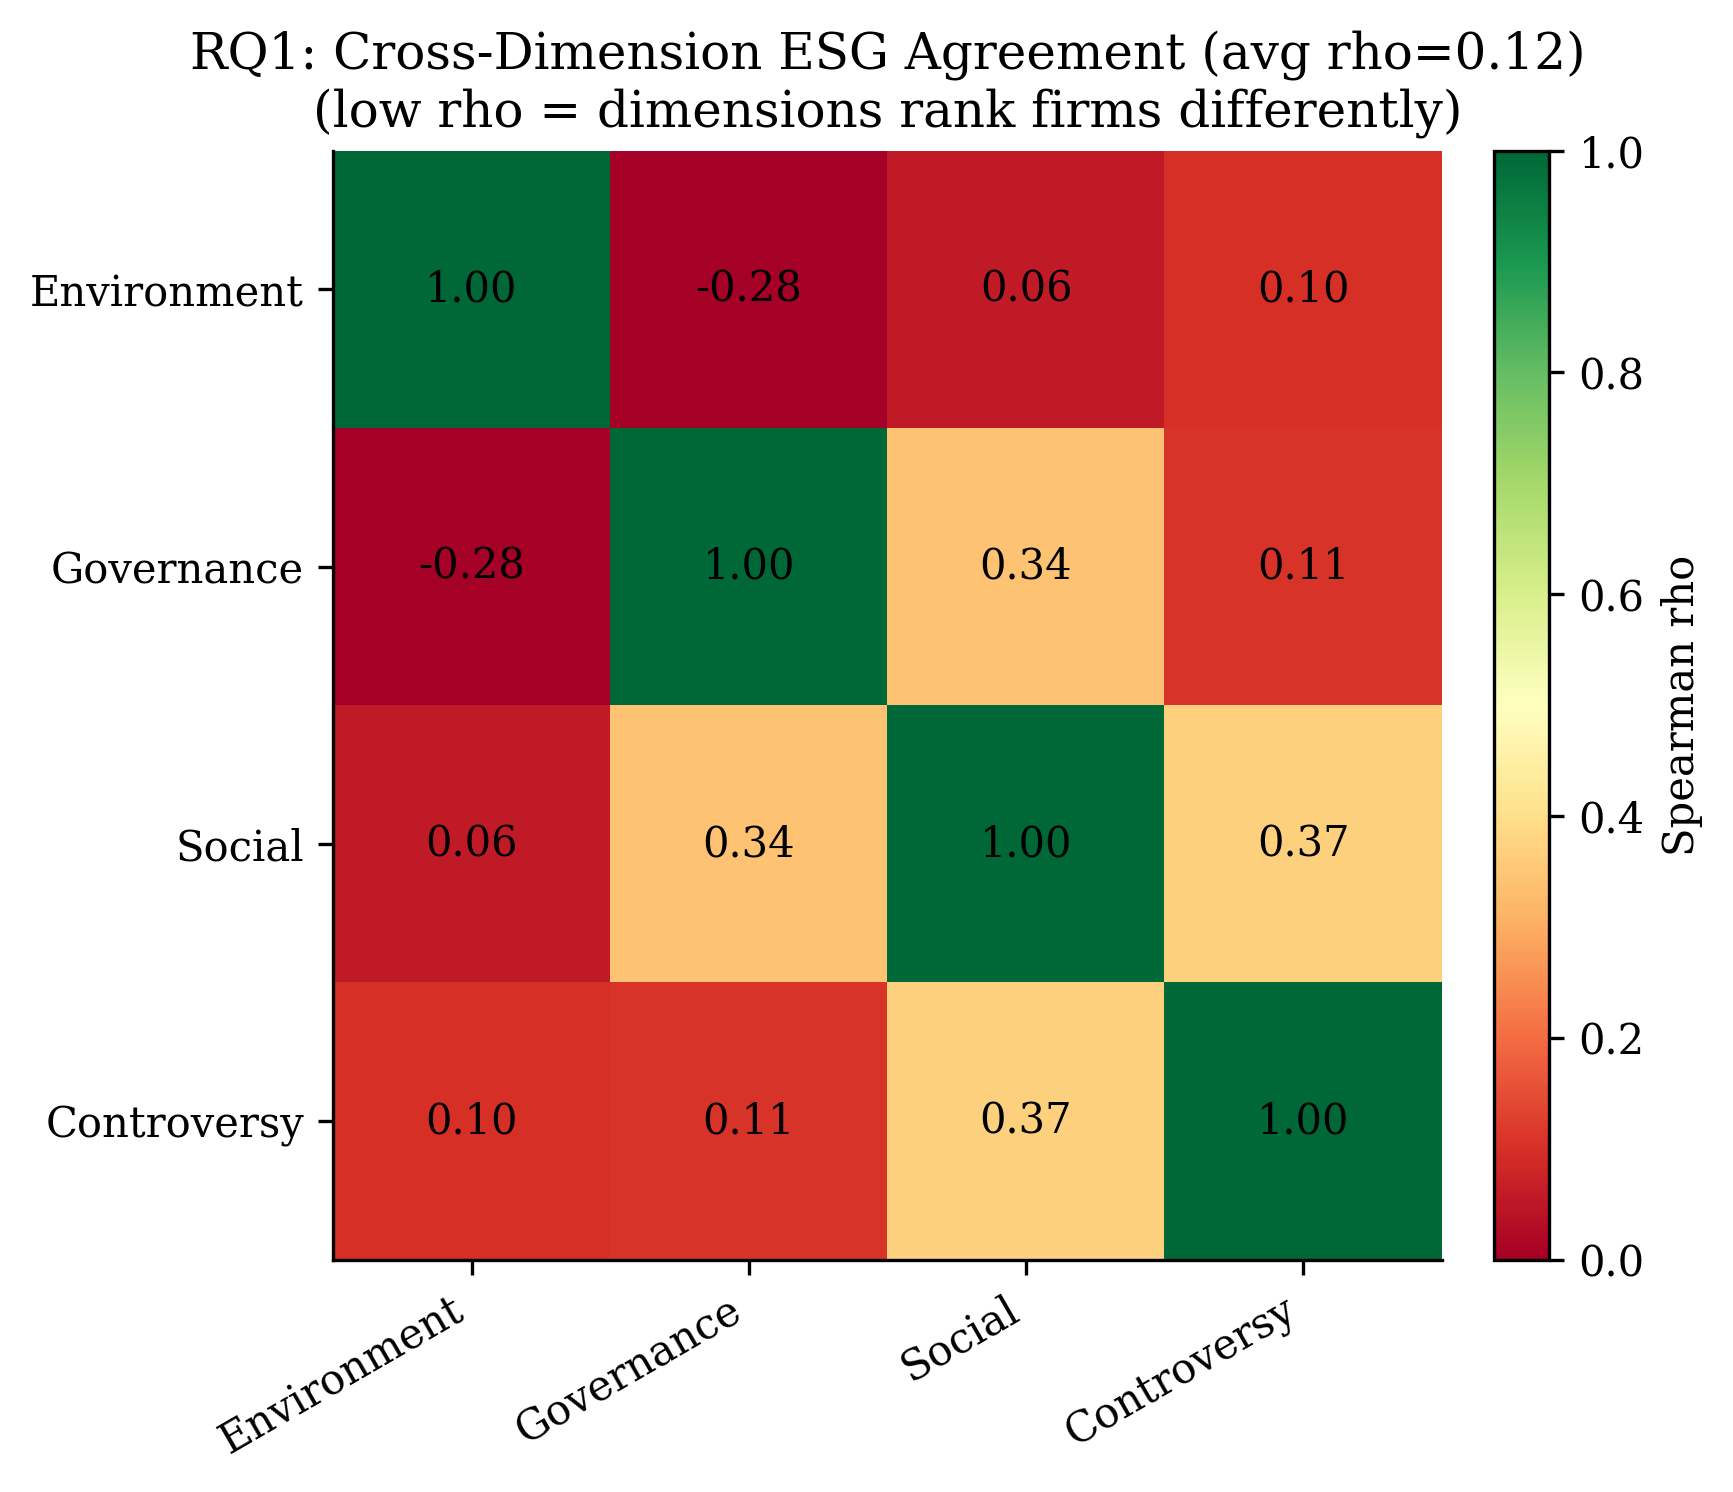 RQ1: Cross-Dimension ESG Agreement (avg rho=0.12)
(low rho = dimensions rank firms differently)
Environment 1.00 -0.28 0.06 0.10
Governance -0.28 1.00 0.34 0.11
Social 0.06 0.34 1.00 0.37
Controversy 0.10 0.11 0.37 1.00
Environment
Governance
Social
Controversy
1.0
0.8
0.6
0.4
0.2
0.0
Spearman rho